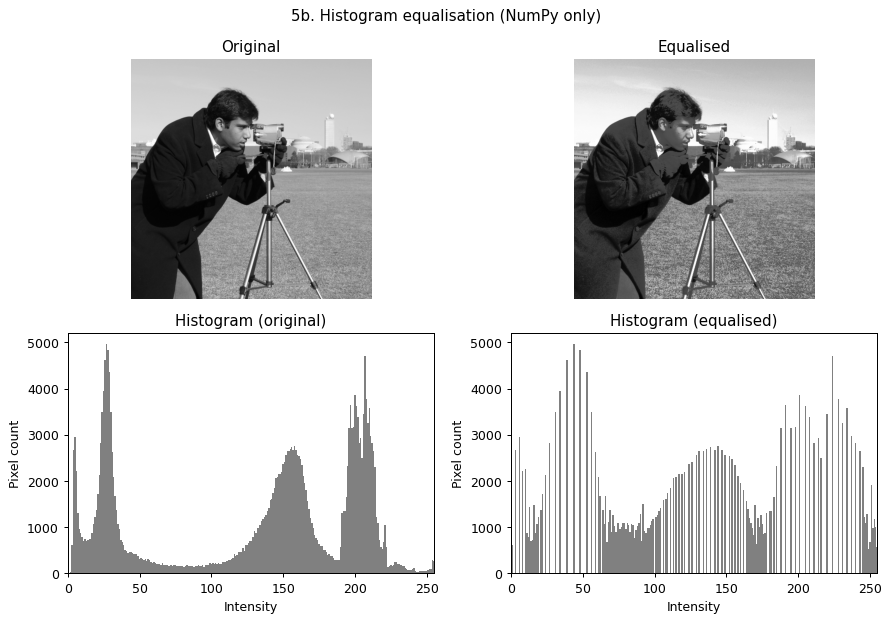 5b. Histogram equalisation (NumPy only)
Original
Equalised
Histogram (original)
Histogram (equalised)
5000
4000
3000
2000
1000
0
Pixel count
0 50 100 150 200 250
Intensity
5000
4000
3000
2000
1000
0
Pixel count
0 50 100 150 200 250
Intensity